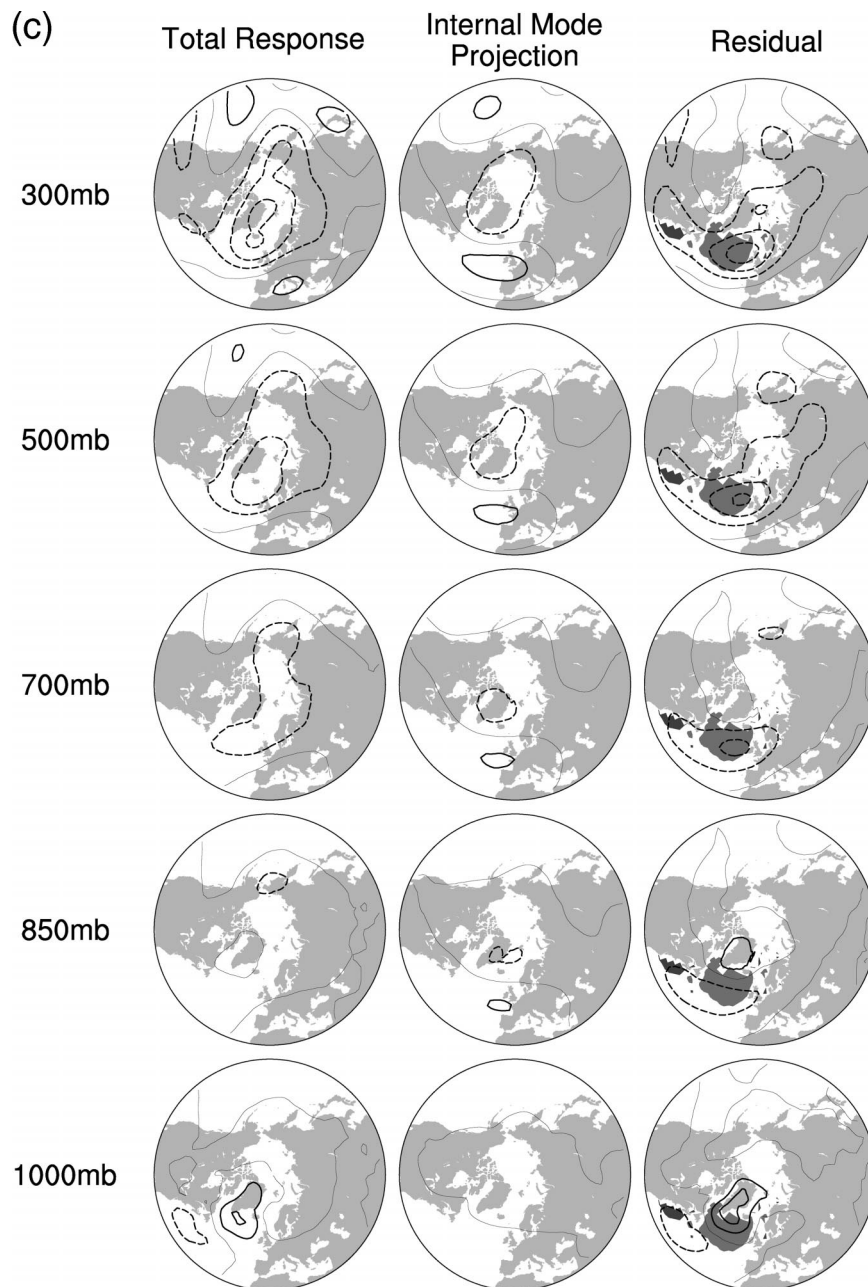 (c)
Total Response
Internal Mode
Projection
Residual
300mb
500mb
700mb
850mb
1000mb